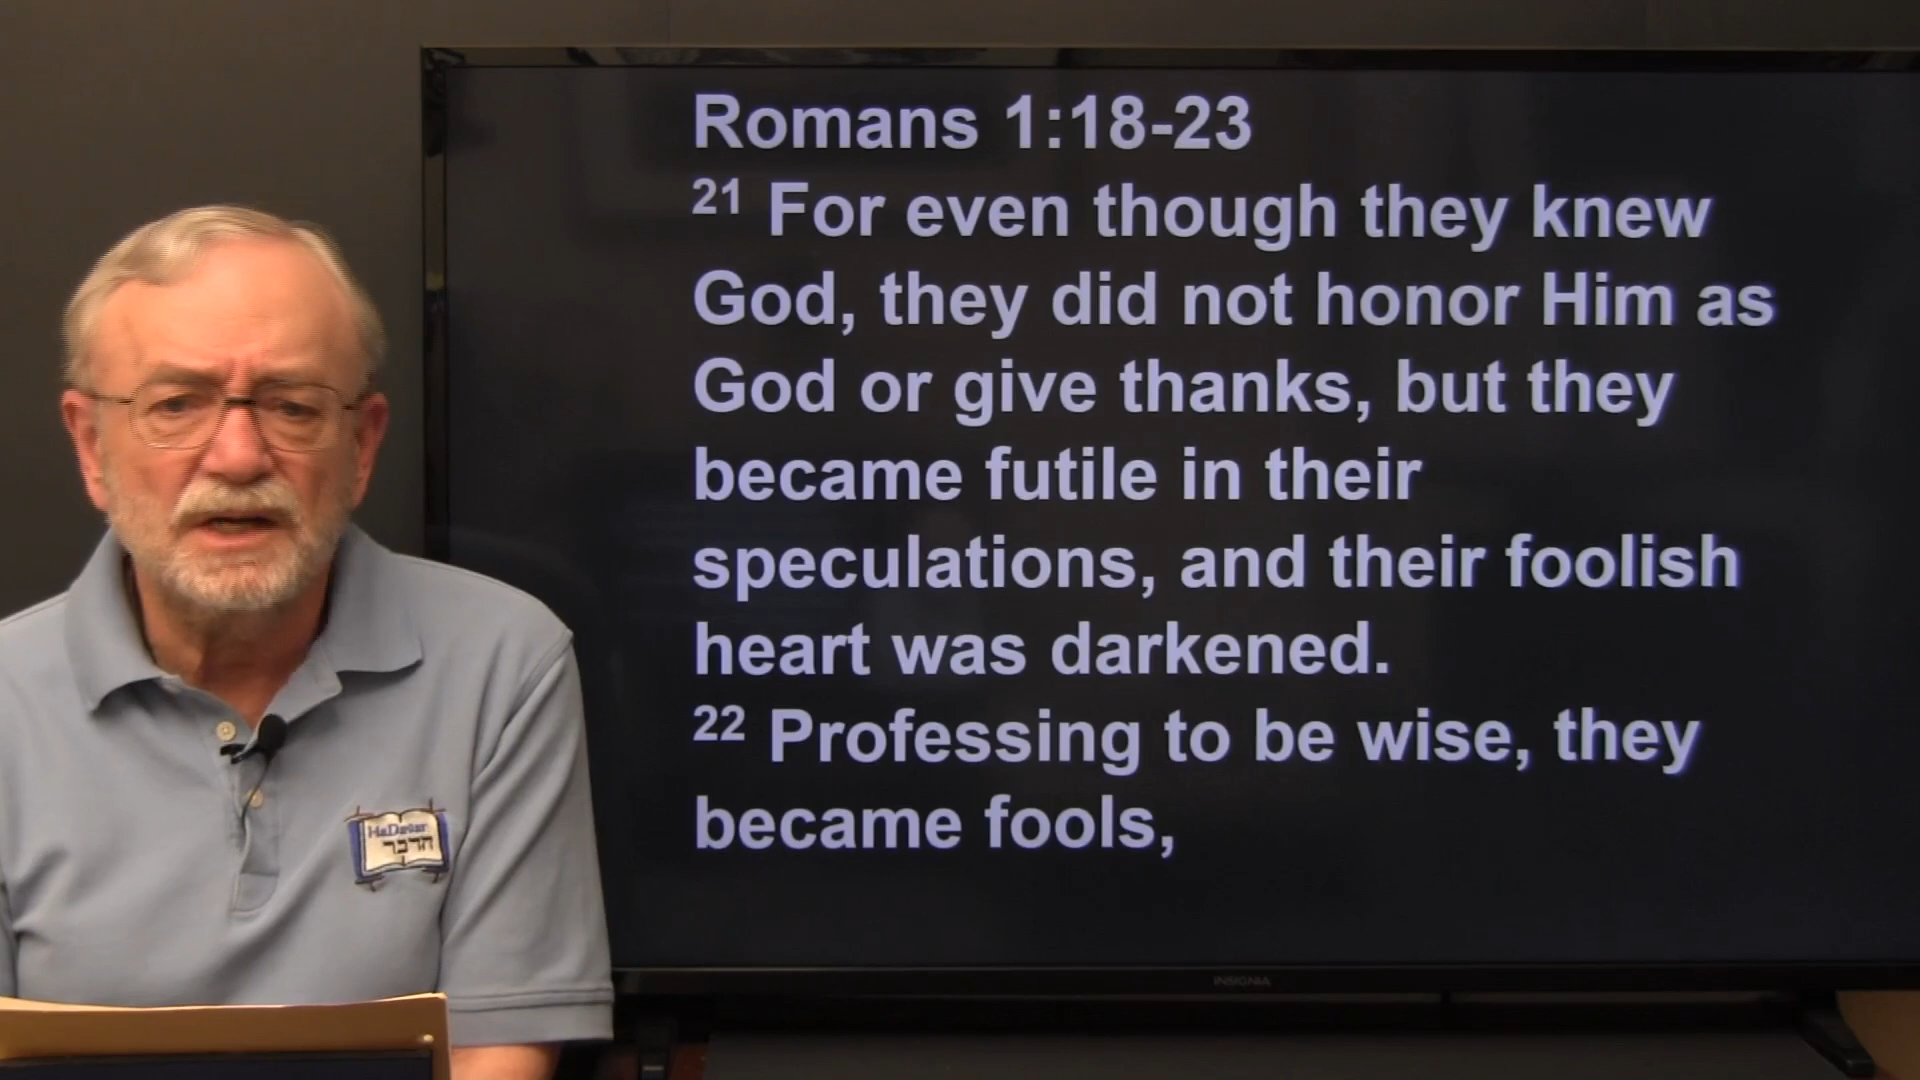 Romans 1:18-23
21 For even though they knew
God, they did not honor Him as
God or give thanks, but they
became futile in their
speculations, and their foolish
heart was darkened.
22 Professing to be wise, they
became fools,
HaDavar
הדבר
INSIGNIA